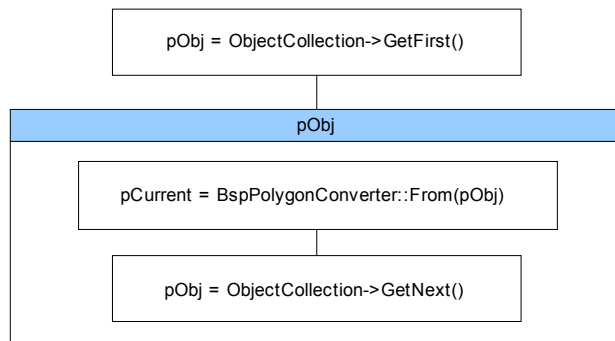 pObj = ObjectCollection->GetFirst()
pObj
pCurrent = BspPolygonConverter::From(pObj)
pObj = ObjectCollection->GetNext()